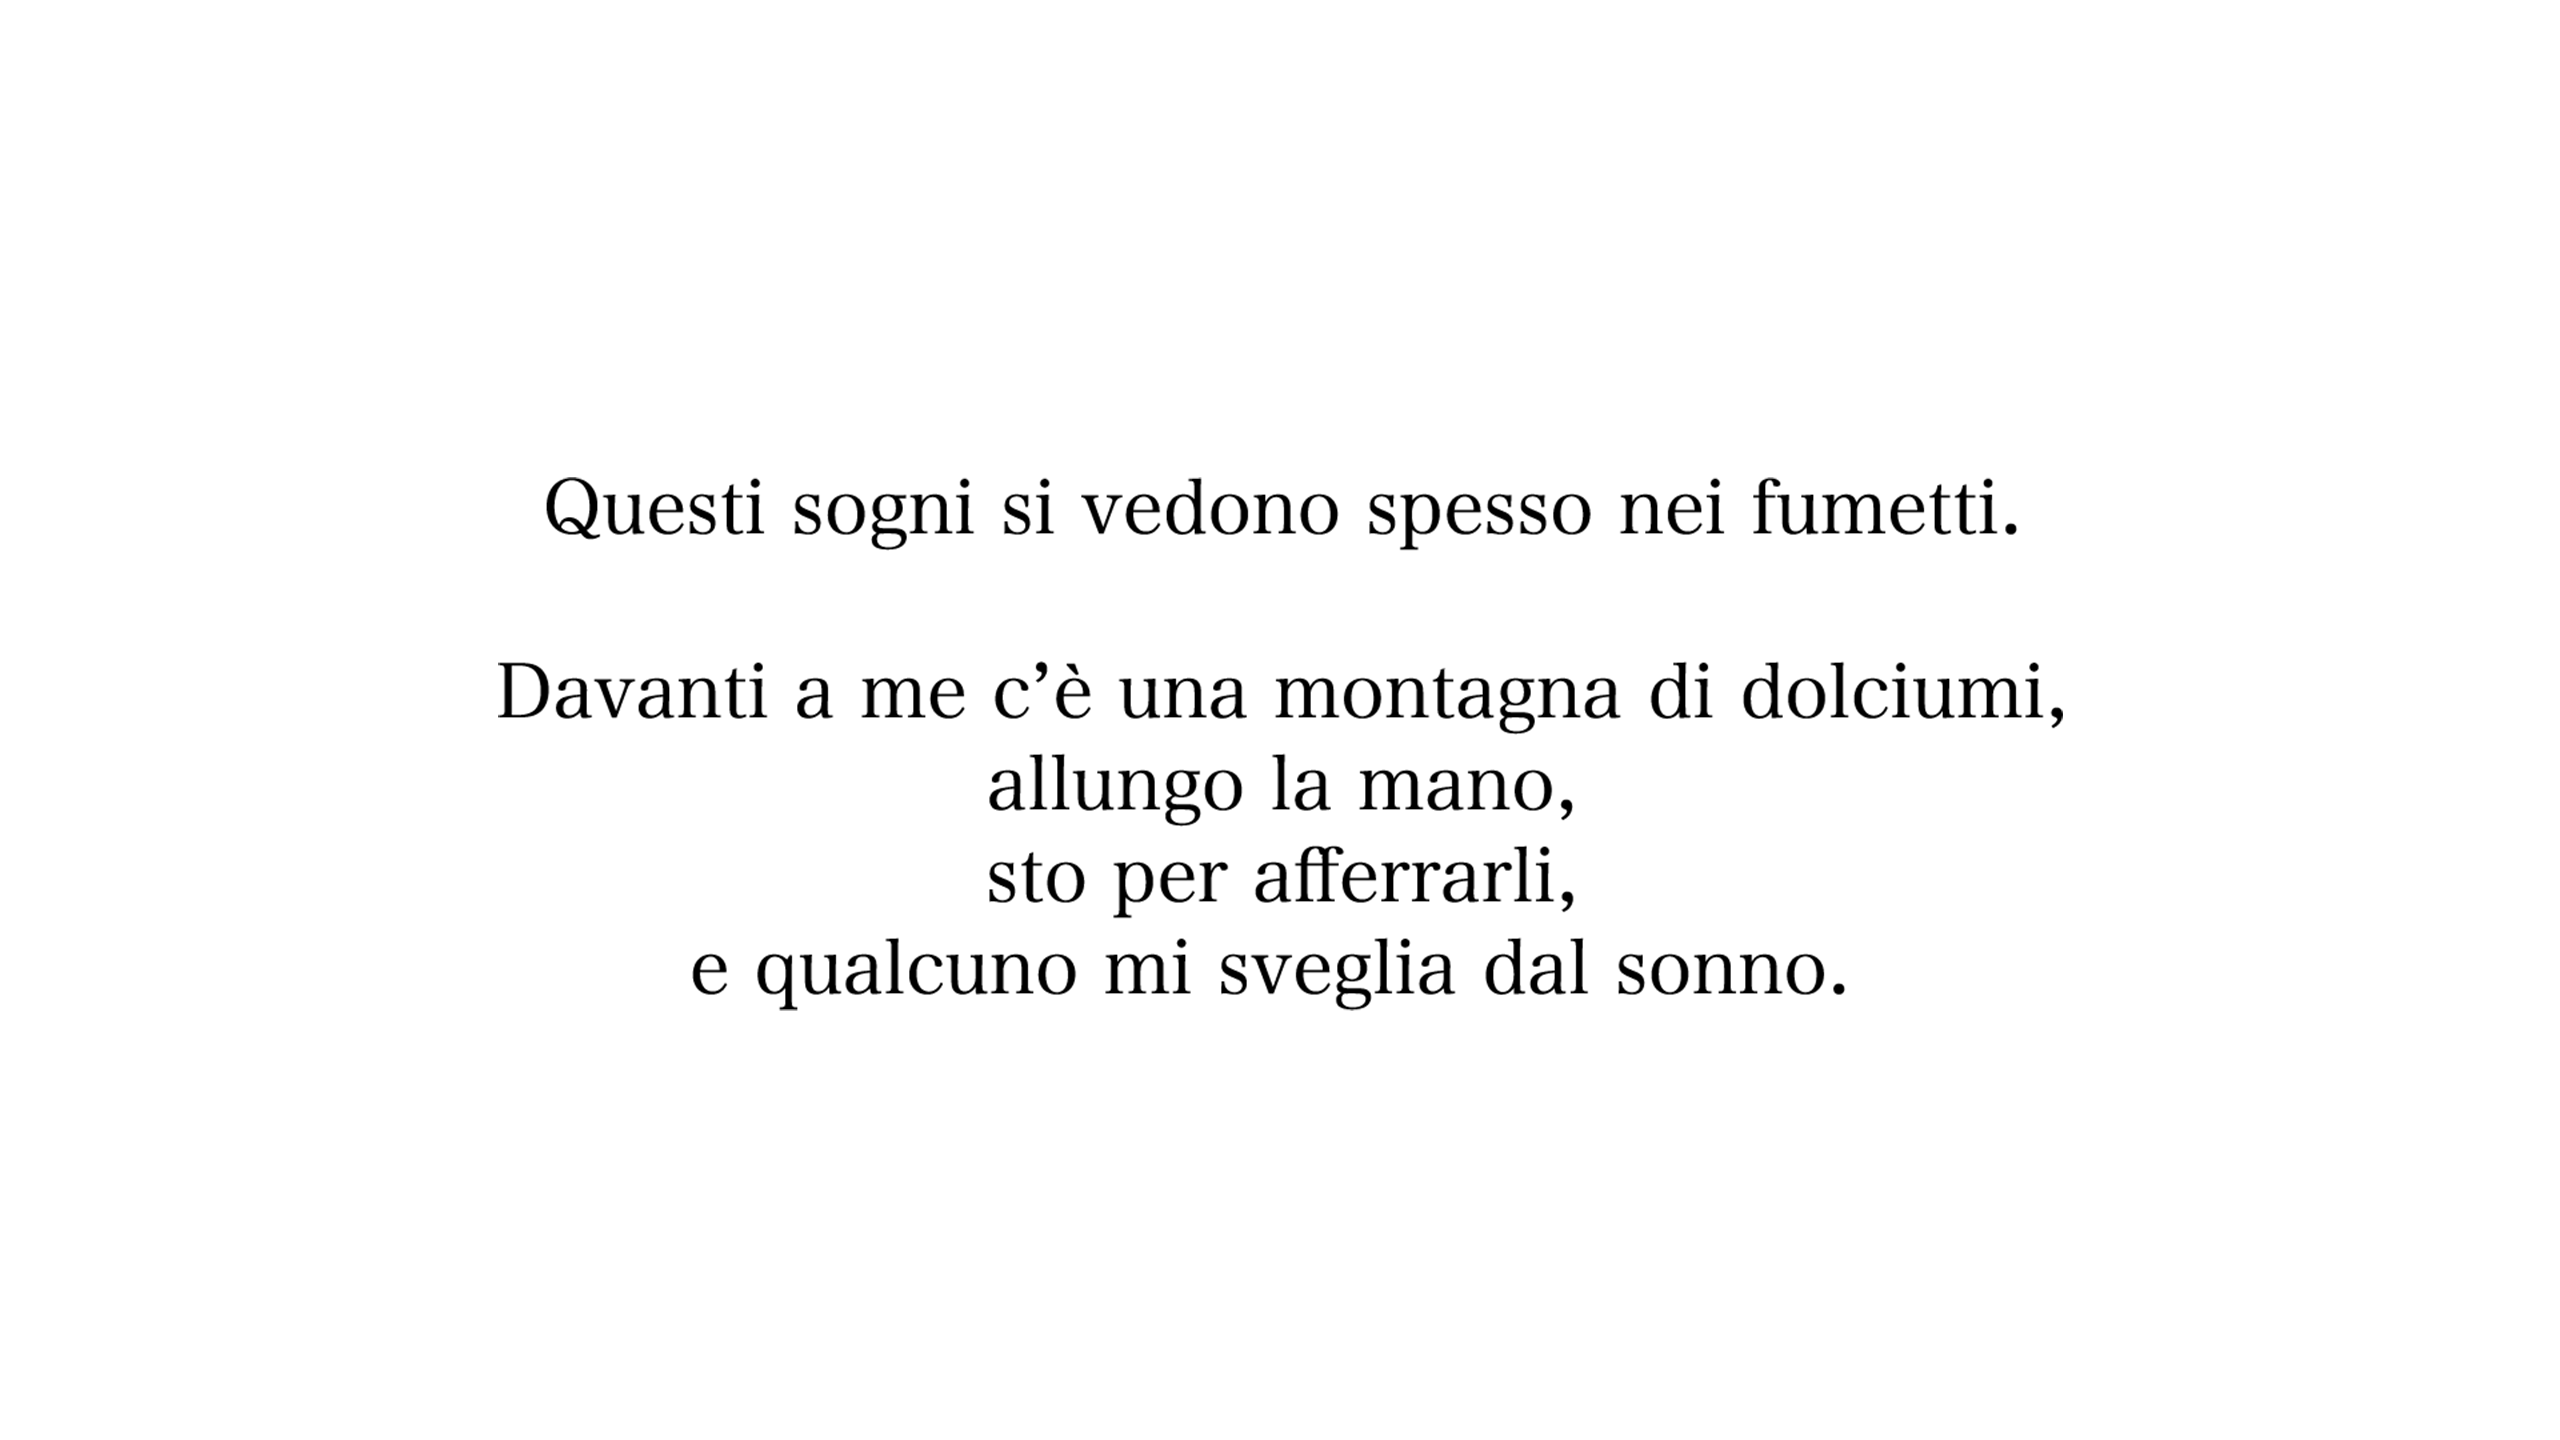 Questi sogni si vedono spesso nei fumetti.
Davanti a me c’è una montagna di dolciumi,
allungo la mano,
sto per afferrarli,
e qualcuno mi sveglia dal sonno.